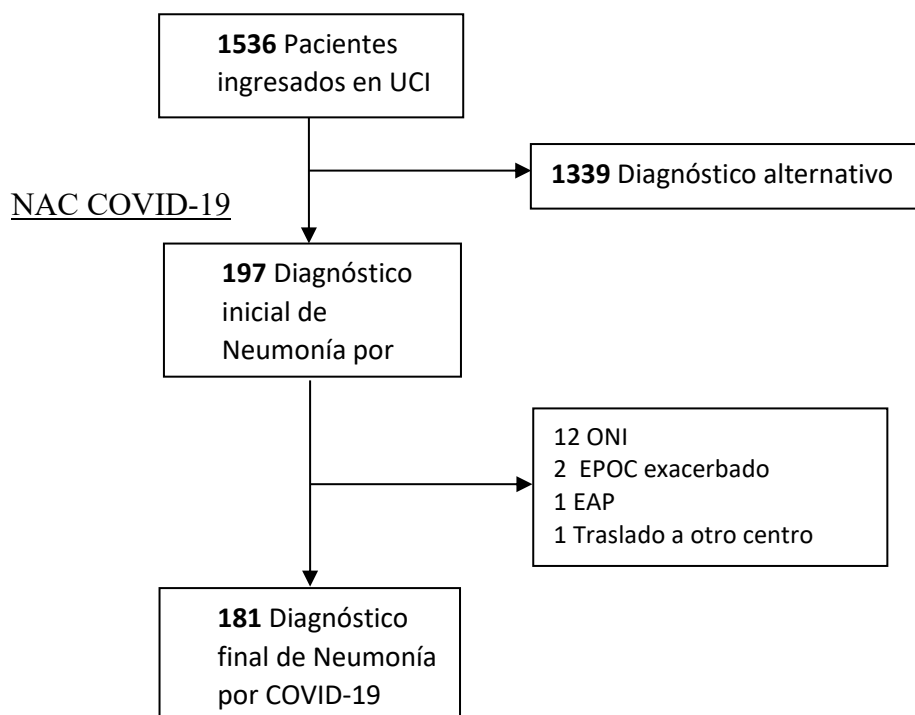 1536 Pacientes
ingresados en UCI
1339 Diagnóstico alternativo
NAC COVID-19
197 Diagnóstico
inicial de
Neumonía por
12 ONI
2 EPOC exacerbado
1 EAP
1 Traslado a otro centro
181 Diagnóstico
final de Neumonía
por COVID-19